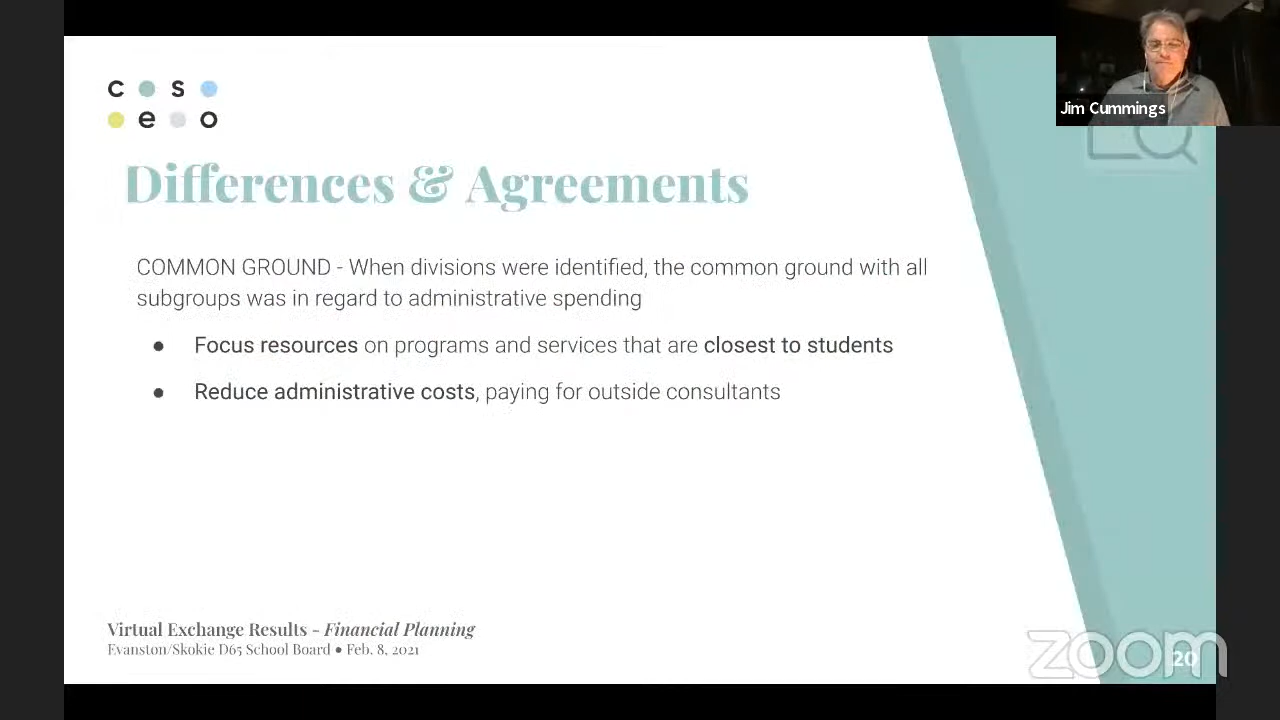 c s
e o
Jim Cummings
Differences & Agreements
COMMON GROUND - When divisions were identified, the common ground with all
subgroups was in regard to administrative spending
● Focus resources on programs and services that are closest to students
● Reduce administrative costs, paying for outside consultants
Virtual Exchange Results - Financial Planning
Evanston/Skokie D65 School Board ● Feb. 8, 2021
zoom
20